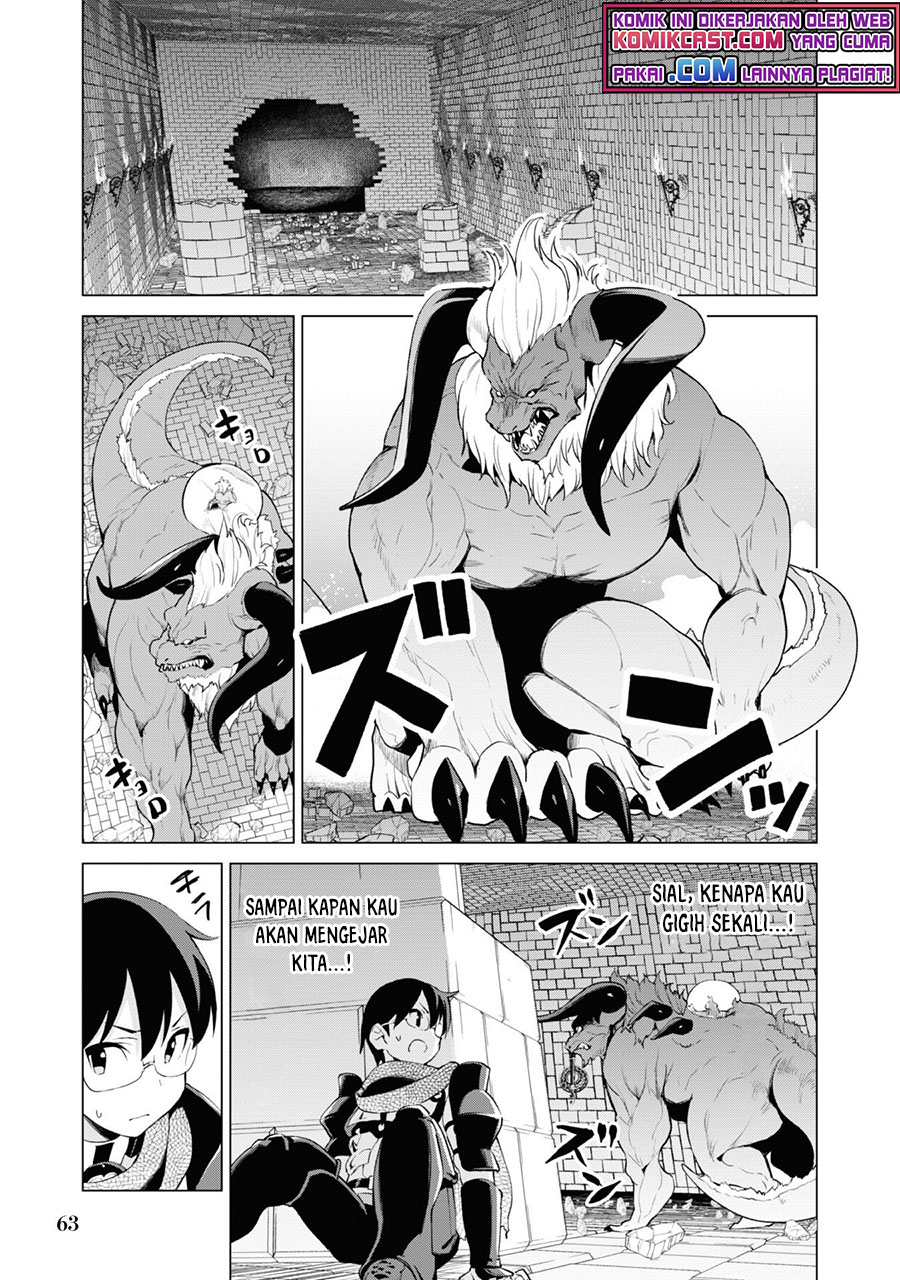 KOMIK INI DIKERJAKAN OLEH WEB
KOMIKCAST.COM YANG CUMA
PAKAI .COM LAINNYA PLAGIAT!
ズンッ
キョロ
キョロ
SIAL, KENAPA KAU
GIGIH SEKALI...!
SAMPAI KAPAN KAU
AKAN MENGEJAR
KITA...!
ズン
ズッ
チラ
63